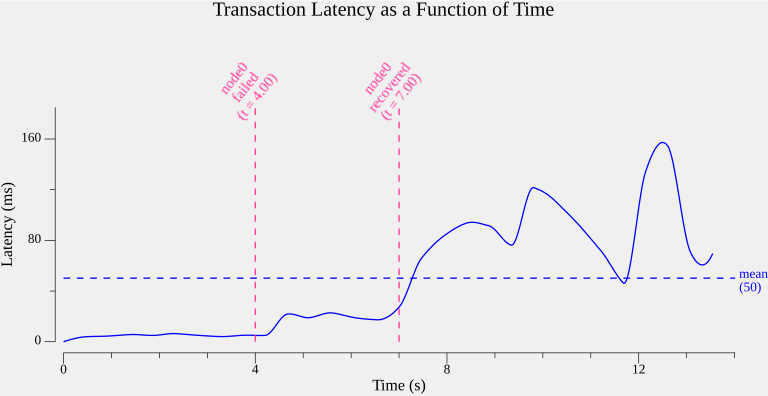 Transaction Latency as a Function of Time
node0
failed
(t = 4.00)
node0
recovered
(t = 7.00)
Latency (ms)
160
80
0
mean
(50)
0
4
8
12
Time (s)